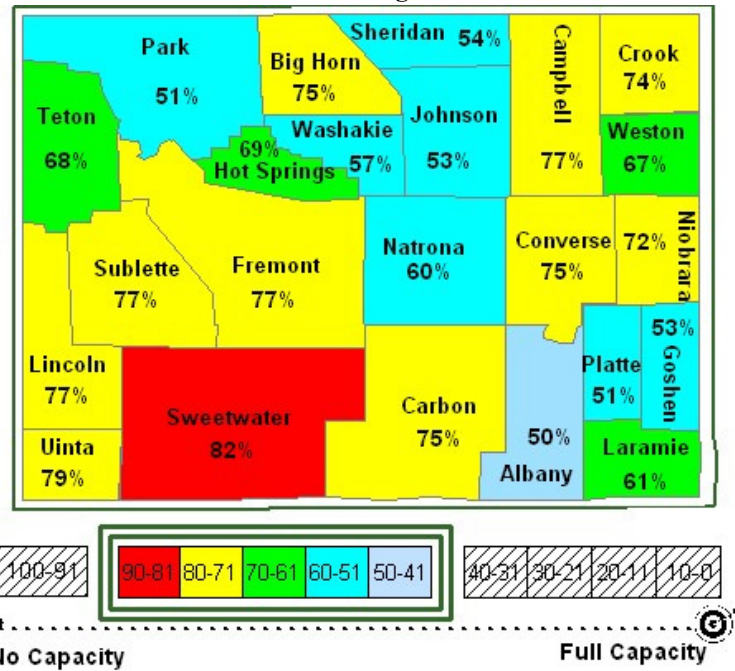 Park
51%
Big Horn
75%
Sheridan 54%
Campbell
77%
Crook
74%
Teton
68%
Washakie
57%
Johnson
53%
Weston
67%
69%
Hot Springs
Sublette
77%
Fremont
77%
Natrona
60%
Converse
75%
72%
Niobrara
Lincoln
77%
Sweetwater
82%
Carbon
75%
50%
Albany
Platte
51%
53%
Goshen
Uinta
79%
Laramie
61%
100-91 90-81 80-71 70-61 60-51 50-41 40-31 30-21 20-11 10-0
Capacity
Full Capacity